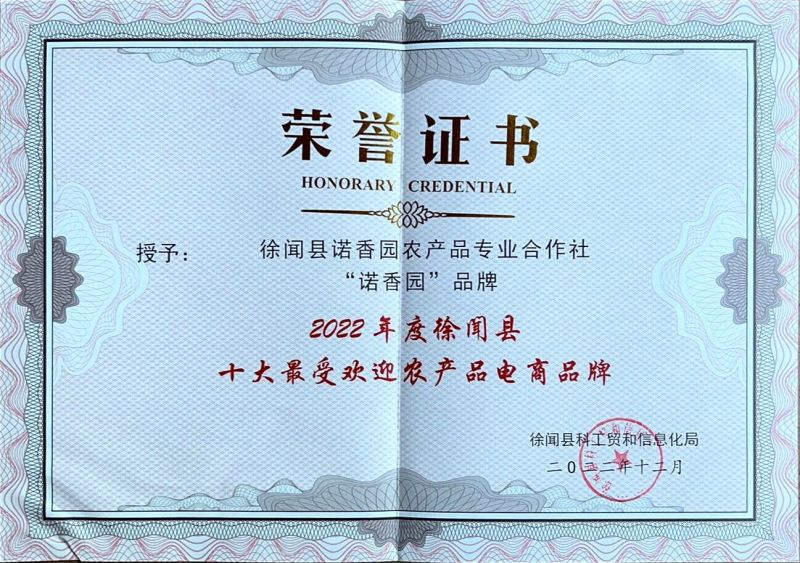 荣誉证书
HONORARY CREDENTIAL
授予：
徐闻县诺香园农产品专业合作社
“诺香园”品牌
2022年度徐闻县
十大最受欢迎农产品电商品牌
徐闻县科工贸和信息化局
二〇二二年十二月